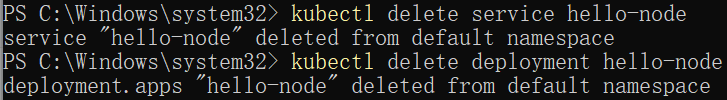 PS C:\Windows\system32> kubectl delete service hello-node
service "hello-node" deleted from default namespace
PS C:\Windows\system32> kubectl delete deployment hello-node
deployment.apps "hello-node" deleted from default namespace